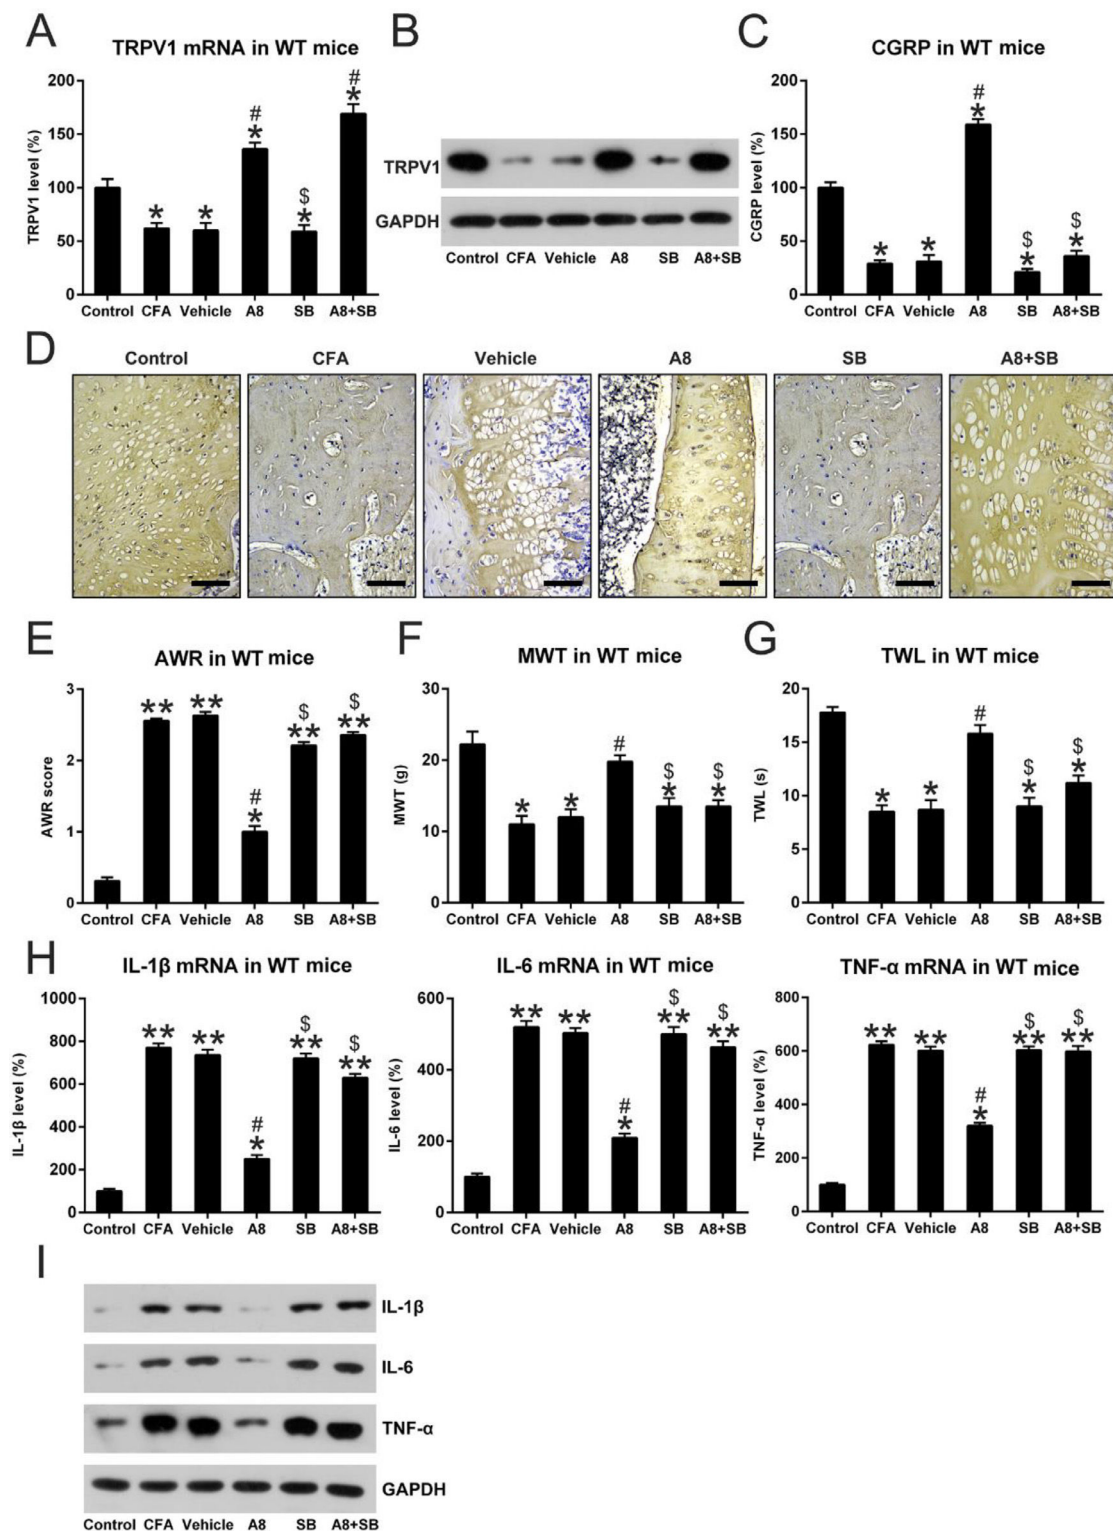 A
TRPV1 mRNA in WT mice
TRPV1 level (%)
200
150
100
50
0
*
*
#
*
$
*
#
*
Control CFA Vehicle A8 SB A8+SB
B
TRPV1
GAPDH
Control CFA Vehicle A8 SB A8+SB
C
CGRP in WT mice
CGRP level (%)
200
150
100
50
0
*
*
#
*
$
*
$
*
Control CFA Vehicle A8 SB A8+SB
D
Control CFA Vehicle A8 SB A8+SB
E
AWR in WT mice
AWR score
3
2
1
0
**
**
#
*
$
**
$
**
Control CFA Vehicle A8 SB A8+SB
F
MWT in WT mice
MWT (g)
30
20
10
0
*
*
#
$
*
$
*
Control CFA Vehicle A8 SB A8+SB
G
TWL in WT mice
TWL (s)
20
15
10
5
0
*
*
#
$
*
$
*
Control CFA Vehicle A8 SB A8+SB
H
IL-1β mRNA in WT mice
IL-1β level (%)
1000
800
600
400
200
0
**
**
#
*
$
**
$
**
Control CFA Vehicle A8 SB A8+SB
IL-6 mRNA in WT mice
IL-6 level (%)
600
400
200
0
**
**
#
*
$
**
$
**
Control CFA Vehicle A8 SB A8+SB
TNF-α mRNA in WT mice
TNF-α level (%)
800
600
400
200
0
**
**
#
*
$
**
$
**
Control CFA Vehicle A8 SB A8+SB
I
IL-1β
IL-6
TNF-α
GAPDH
Control CFA Vehicle A8 SB A8+SB